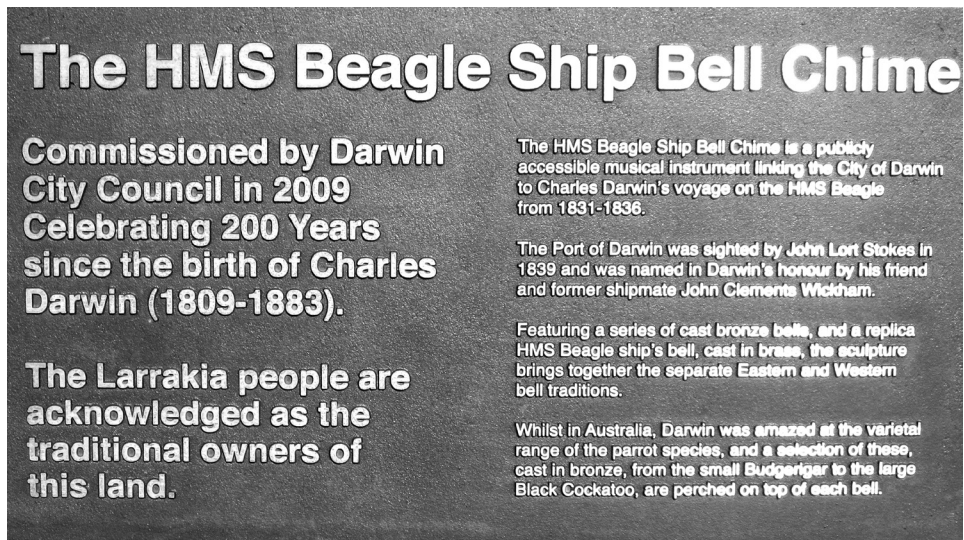 The HMS Beagle Ship Bell Chime
Commissioned by Darwin
City Council in 2009
Celebrating 200 Years
since the birth of Charles
Darwin (1809-1883).
The Larrakia people are
acknowledged as the
traditional owners of
this land.
The HMS Beagle Ship Bell Chime is a publicly
accessible musical instrument linking the City of Darwin
to Charles Darwin's voyage on the HMS Beagle
from 1831-1836.
The Port of Darwin was sighted by John Lort Stokes in
1839 and was named in Darwin's honour by his friend
and former shipmate John Clements Wickham.
Featuring a series of cast bronze bells, and a replica
HMS Beagle ship's bell, cast in brass, the sculpture
brings together the separate Eastern and Western
bell traditions.
Whilst in Australia, Darwin was amazed at the varietal
range of the parrot species, and a selection of these,
cast in bronze, from the small Budgerigar to the large
Black Cockatoo, are perched on top of each bell.